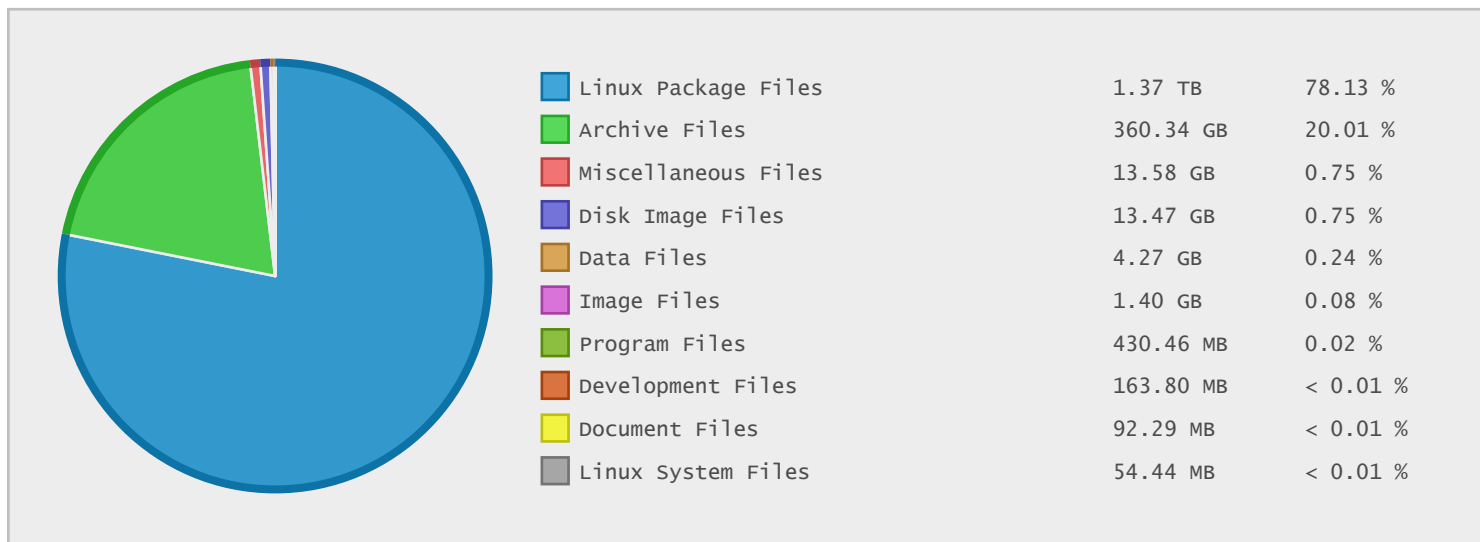 Linux Package Files 1.37 TB 78.13 %
Archive Files 360.34 GB 20.01 %
Miscellaneous Files 13.58 GB 0.75 %
Disk Image Files 13.47 GB 0.75 %
Data Files 4.27 GB 0.24 %
Image Files 1.40 GB 0.08 %
Program Files 430.46 MB 0.02 %
Development Files 163.80 MB < 0.01 %
Document Files 92.29 MB < 0.01 %
Linux System Files 54.44 MB < 0.01 %